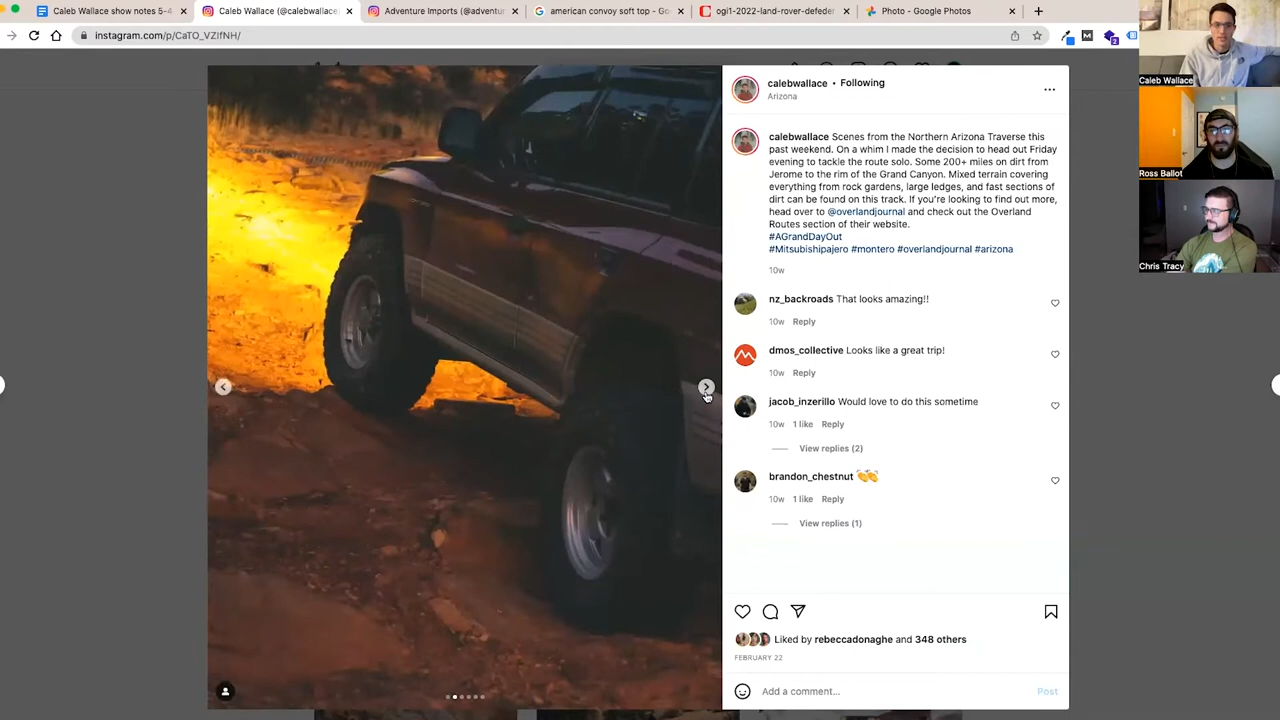 Caleb Wallace show notes 5-4
Caleb Wallace (@calebwallace
Adventure Imports (@adventur
american convoy soft top - Go
ogi1-2022-land-rover-defende
Photo - Google Photos
instagram.com/p/CaTO_VZIfNH/
calebwallace • Following
Arizona
calebwallace Scenes from the Northern Arizona Traverse this
past weekend. On a whim I made the decision to head out Friday
evening to tackle the route solo. Some 200+ miles on dirt from
Jerome to the rim of the Grand Canyon. Mixed terrain covering
everything from rock gardens, large ledges, and fast sections of
dirt can be found on this track. If you're looking to find out more,
head over to @overlandjournal and check out the Overland
Routes section of their website.
#AGrandDayOut
#Mitsubishipajero #montero #overlandjournal #arizona
10w
nz_backroads That looks amazing!!
10w Reply
dmos_collective Looks like a great trip!
10w Reply
jacob_inzerillo Would love to do this sometime
10w 1 like Reply
View replies (2)
brandon_chestnut 👏👏
10w 1 like Reply
View replies (1)
Liked by rebeccadonaghe and 348 others
FEBRUARY 22
Add a comment... Post
Caleb Wallace
Ross Ballot
Chris Tracy